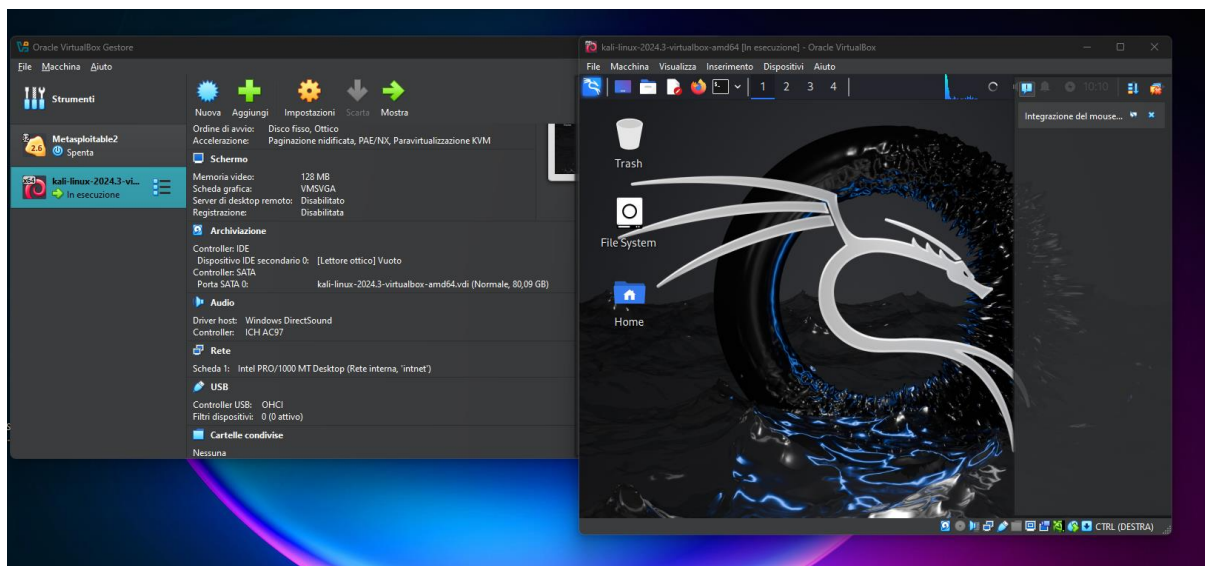 Oracle VirtualBox Gestore
File Macchina Aiuto
Strumenti
Nuova Aggiungi Impostazioni Scarta Mostra
Metasploitable2
2.6
Spenta
kali-linux-2024.3-vi...
x64
In esecuzione
Ordine di avvio: Disco fisso, Ottico
Accelerazione: Paginazione nidificata, PAE/NX, Paravirtualizzazione KVM
Schermo
Memoria video: 128 MB
Scheda grafica: VMSVGA
Server di desktop remoto: Disabilitato
Registrazione: Disabilitata
Archiviazione
Controller: IDE
Dispositivo IDE secondario 0: [Lettore ottico] Vuoto
Controller: SATA
Porta SATA 0: kali-linux-2024.3-virtualbox-amd64.vdi (Normale, 80,09 GB)
Audio
Driver host: Windows DirectSound
Controller: ICH AC97
Rete
Scheda 1: Intel PRO/1000 MT Desktop (Rete interna, 'intnet')
USB
Controller USB: OHCI
Filtri dispositivi: 0 (0 attivo)
Cartelle condivise
Nessuna
kali-linux-2024.3-virtualbox-amd64 [In esecuzione] - Oracle VirtualBox
File Macchina Visualizza Inserimento Dispositivi Aiuto
1 2 3 4
10:10
Integrazione del mouse...
Trash
File System
Home
CTRL (DESTRA)